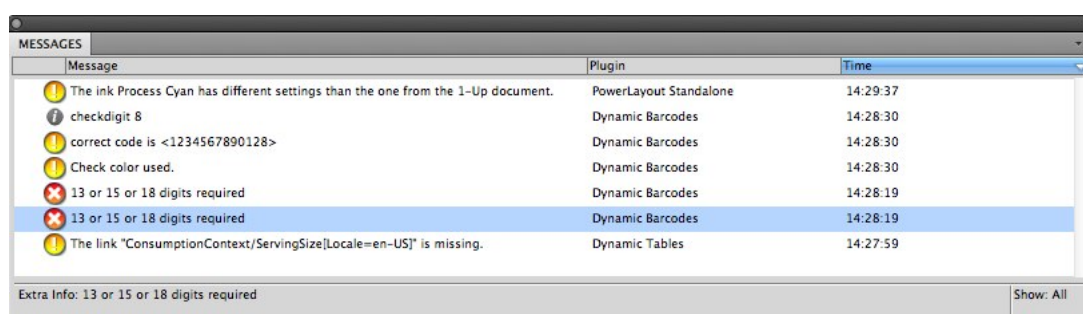 MESSAGES
Message Plugin Time
The ink Process Cyan has different settings than the one from the 1-Up document. PowerLayout Standalone 14:29:37
checkdigit 8 Dynamic Barcodes 14:28:30
correct code is <1234567890128> Dynamic Barcodes 14:28:30
Check color used. Dynamic Barcodes 14:28:30
13 or 15 or 18 digits required Dynamic Barcodes 14:28:19
13 or 15 or 18 digits required Dynamic Barcodes 14:28:19
The link "ConsumptionContext/ServingSize[Locale=en-US]" is missing. Dynamic Tables 14:27:59
Extra Info: 13 or 15 or 18 digits required Show: All